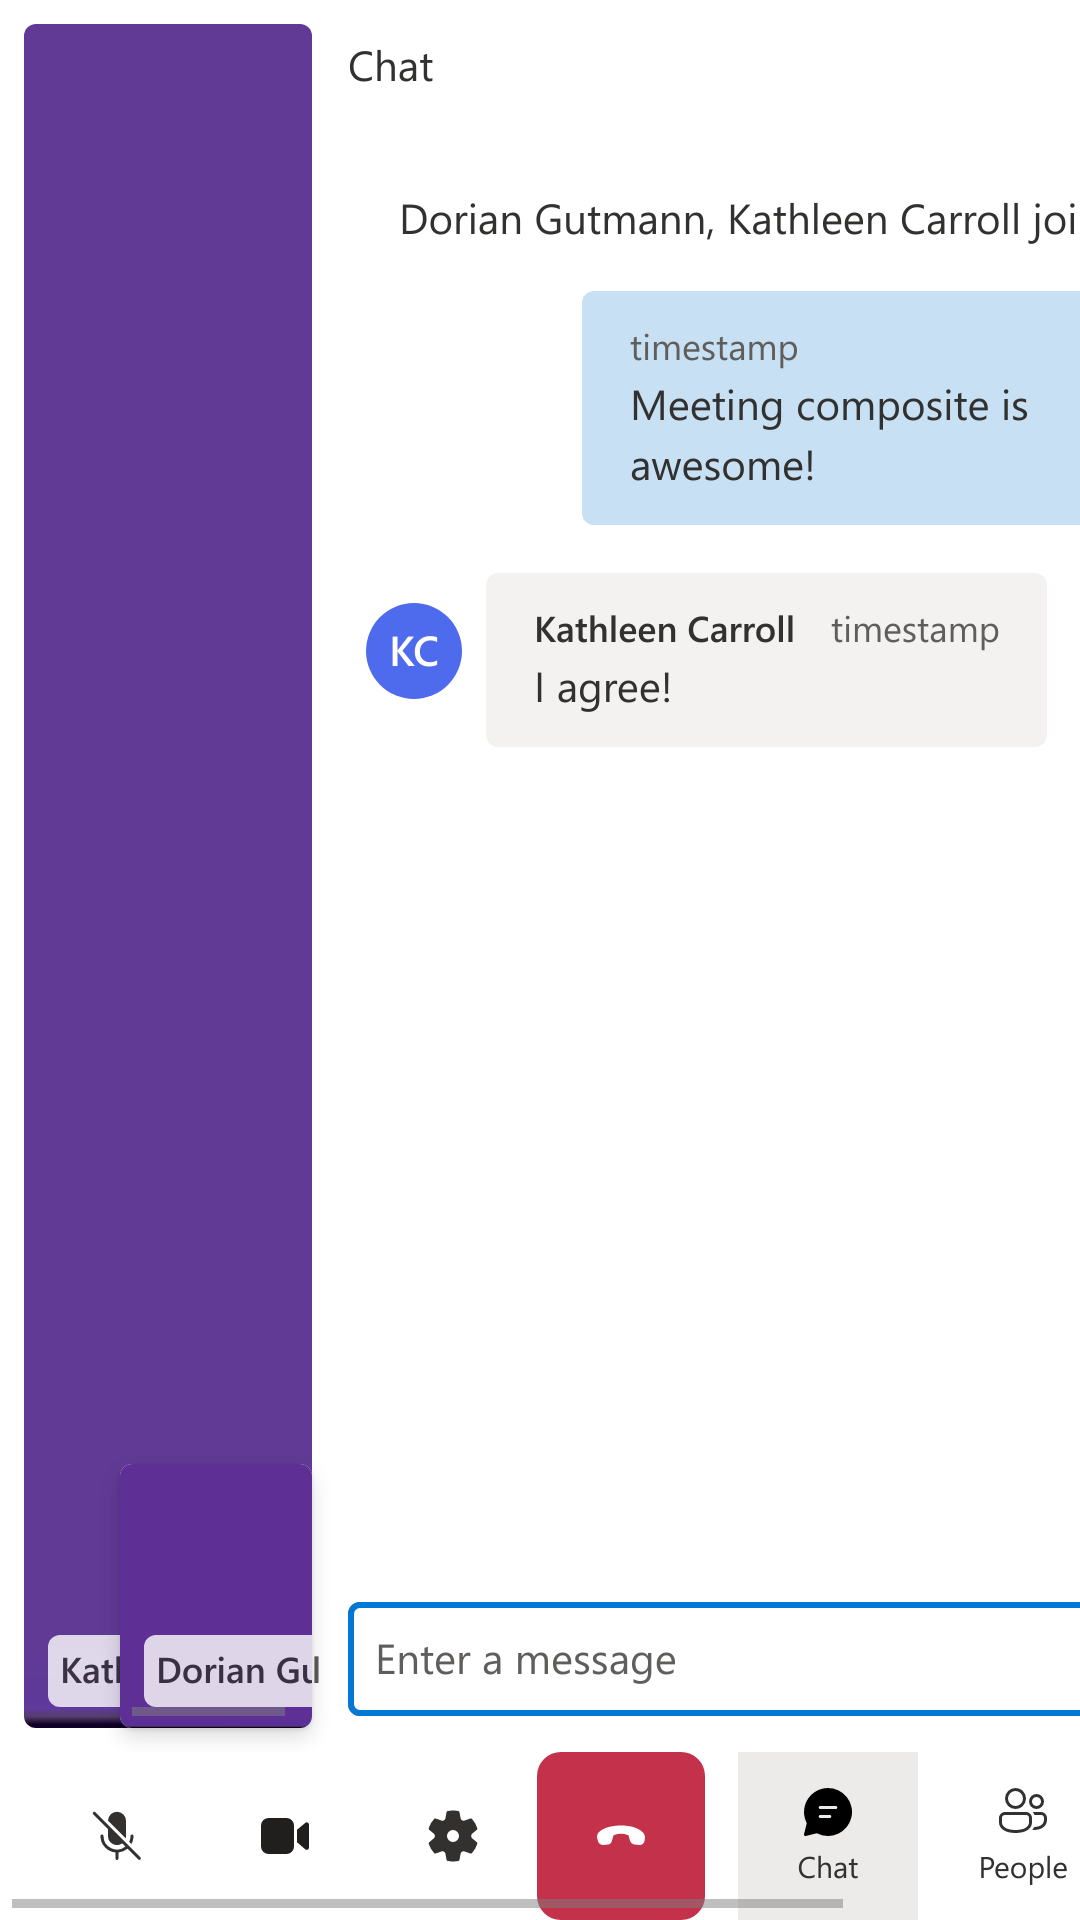 Chat
Dorian Gutmann, Kathleen Carroll joi
timestamp
Meeting composite is
awesome!
KC
Kathleen Carroll timestamp
I agree!
Kath
Dorian Gu
Enter a message
Chat
People